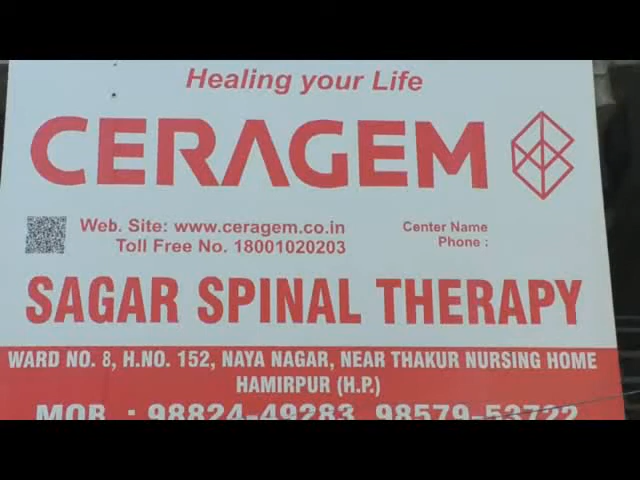 Healing your Life
CERAGEM
Web. Site: www.ceragem.co.in
Toll Free No. 18001020203
Center Name
Phone :
SAGAR SPINAL THERAPY
WARD NO. 8, H.NO. 152, NAYA NAGAR, NEAR THAKUR NURSING HOME
HAMIRPUR (H.P.)
MOB. : 98824-49283, 98579-53722